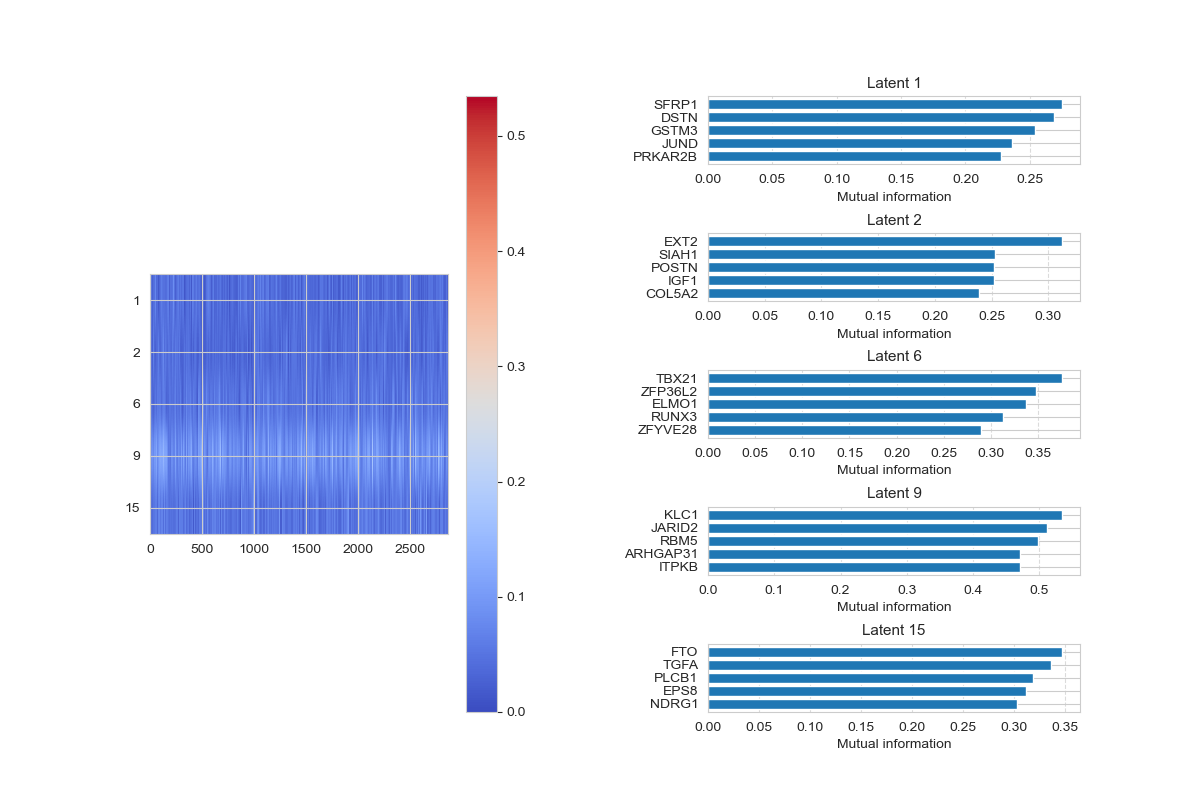 1
2
6
9
15
0 500 1000 1500 2000 2500
0.5
0.4
0.3
0.2
0.1
0.0
Latent 1
SFRP1
DSTN
GSTM3
JUND
PRKAR2B
0.00 0.05 0.10 0.15 0.20 0.25
Mutual information
Latent 2
EXT2
SIAH1
POSTN
IGF1
COL5A2
0.00 0.05 0.10 0.15 0.20 0.25 0.30
Mutual information
Latent 6
TBX21
ZFP36L2
ELMO1
RUNX3
ZFYVE28
0.00 0.05 0.10 0.15 0.20 0.25 0.30 0.35
Mutual information
Latent 9
KLC1
JARID2
RBM5
ARHGAP31
ITPKB
0.0 0.1 0.2 0.3 0.4 0.5
Mutual information
Latent 15
FTO
TGFA
PLCB1
EPS8
NDRG1
0.00 0.05 0.10 0.15 0.20 0.25 0.30 0.35
Mutual information